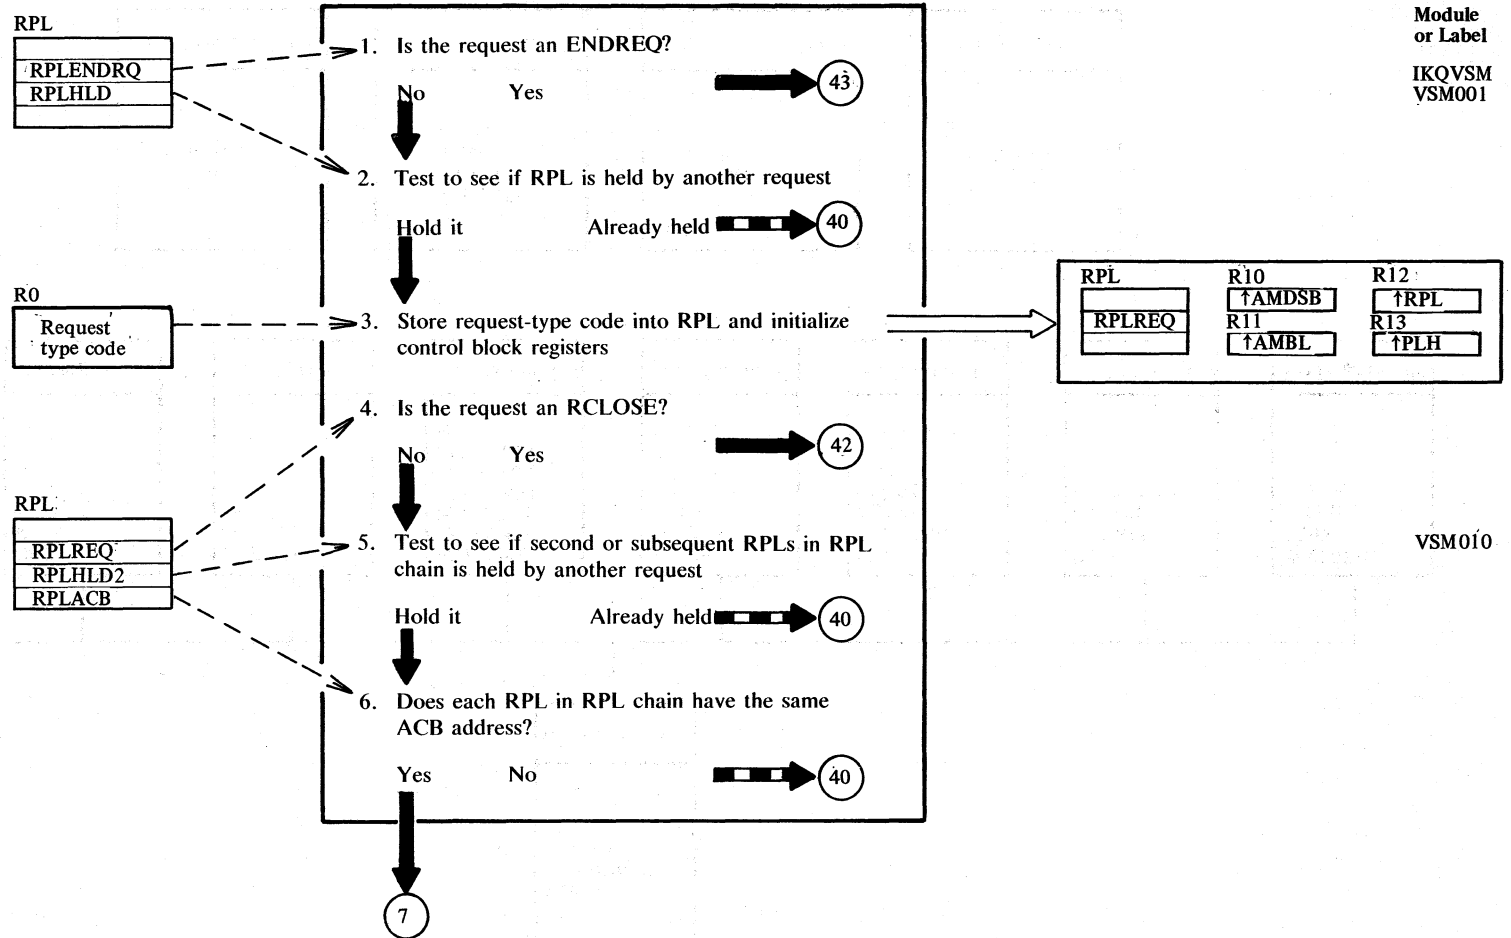 RPL
RPLENDRQ
RPLHLD
1. Is the request an ENDREQ?
No Yes
43
2. Test to see if RPL is held by another request
Hold it Already held
40
R0
Request
type code
3. Store request-type code into RPL and initialize
control block registers
RPL
RPLREQ
R10
↑AMDSB
R11
↑AMBL
R12
↑RPL
R13
↑PLH
4. Is the request an RCLOSE?
No Yes
42
RPL
RPLREQ
RPLHLD2
RPLACB
5. Test to see if second or subsequent RPLs in RPL
chain is held by another request
Hold it Already held
40
6. Does each RPL in RPL chain have the same
ACB address?
Yes No
40
7
Module
or Label
IKQVSM
VSM001
VSM010